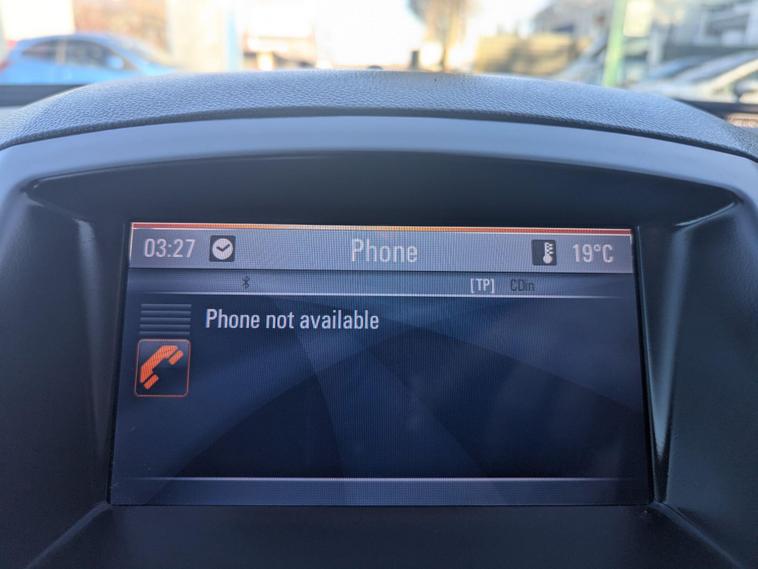 03:27 Phone 19°C
[TP] CDin
Phone not available